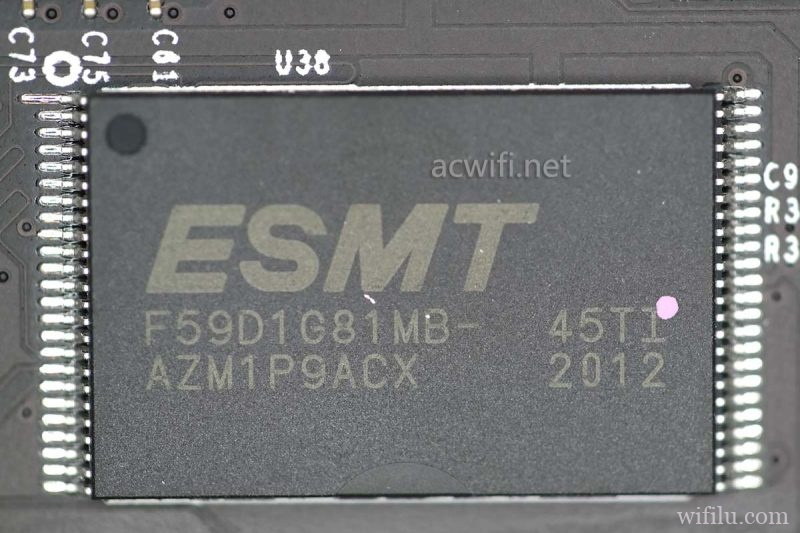 C73
C75
C61
U38
acwifi.net
C9
R3
R3
ESMT
F59D1G81MB- 45TI
AZM1P9ACX 2012
wifilu.com